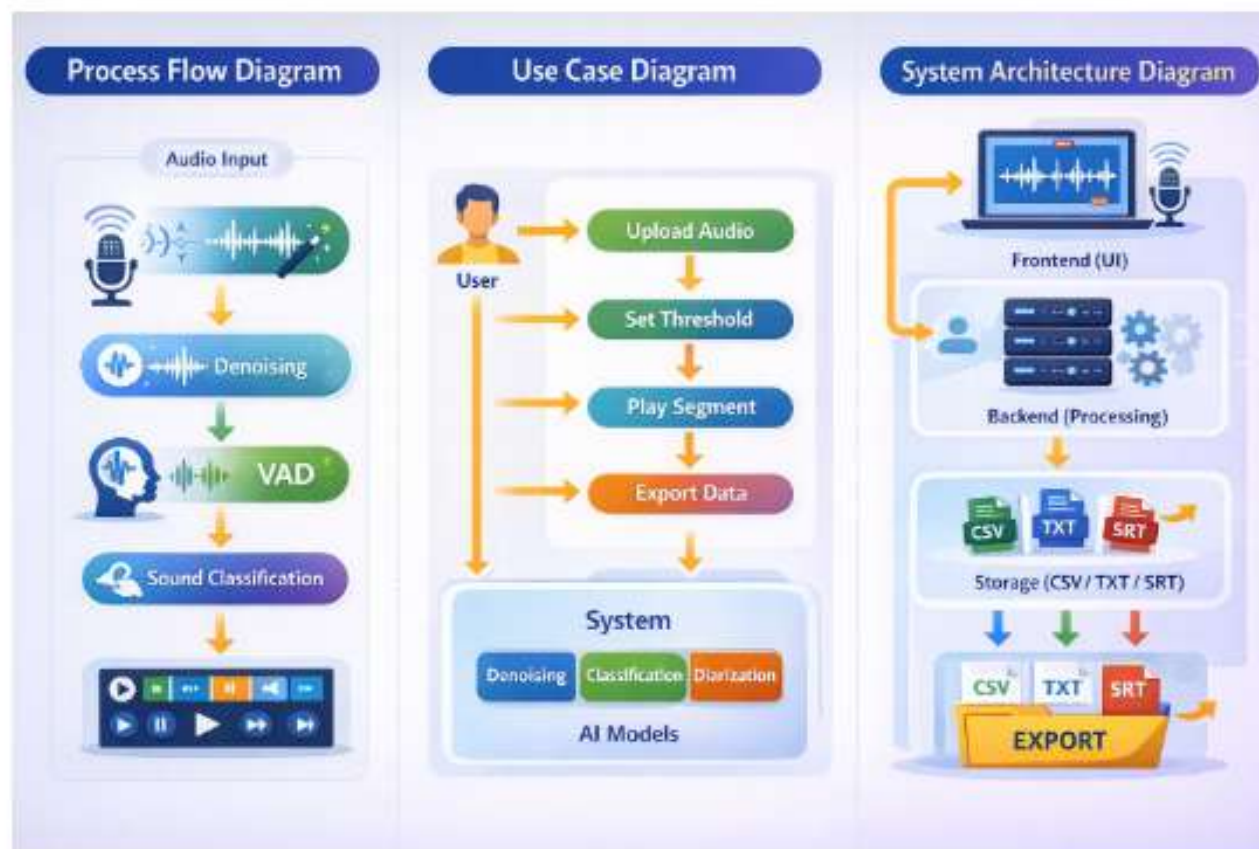 Process Flow Diagram
Audio Input
Denoising
VAD
Sound Classification
Use Case Diagram
User
Upload Audio
Set Threshold
Play Segment
Export Data
System
Denoising
Classification
Diarization
AI Models
System Architecture Diagram
Frontend (UI)
Backend (Processing)
CSV
TXT
SRT
Storage (CSV / TXT / SRT)
CSV
TXT
SRT
EXPORT